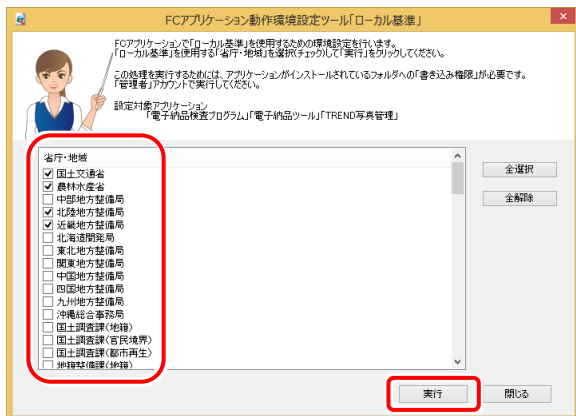 FCアプリケーション動作環境設定ツール「ローカル基準」
FCアプリケーションで「ローカル基準」を使用するための環境設定を行います。
「ローカル基準」を使用する「省庁・地域」を選択(チェック)して「実行」をクリックしてください。
この処理を実行するためには、アプリケーションがインストールされているフォルダへの「書き込み権限」が必要です。
「管理者」アカウントで実行してください。
設定対象アプリケーション
「電子納品検査プログラム」「電子納品ツール」「TREND写真管理」
省庁・地域
国土交通省
農林水産省
中部地方整備局
北陸地方整備局
近畿地方整備局
北海道開発局
東北地方整備局
関東地方整備局
中国地方整備局
四国地方整備局
九州地方整備局
沖縄総合事務局
国土調査課(地籍)
国土調査課(官民境界)
国土調査課(都市再生)
地籍整備課(地籍)
全選択
全解除
実行
閉じる